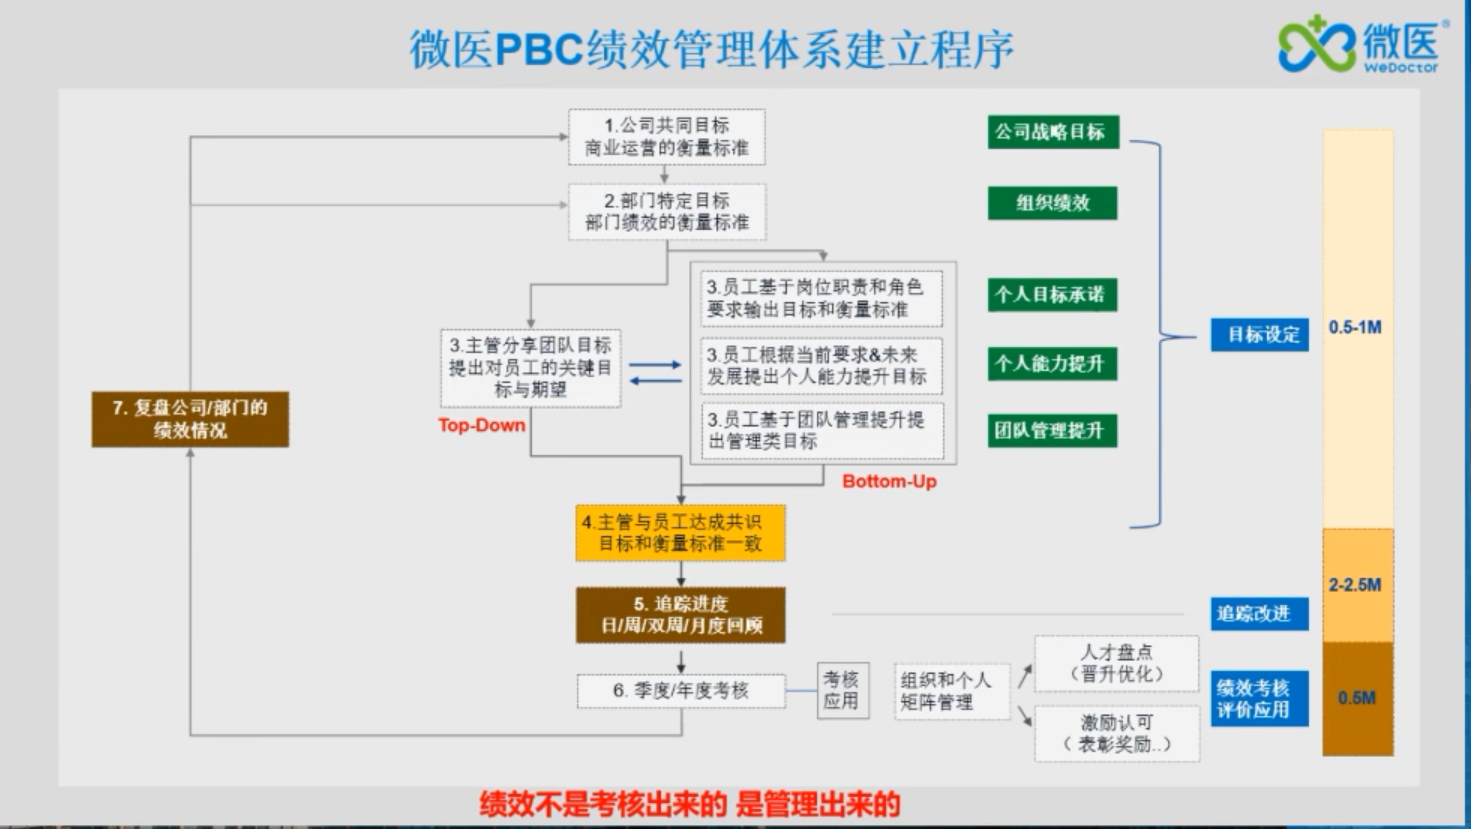 微医PBC绩效管理体系建立程序
微医
WeDoctor
1.公司共同目标
商业运营的衡量标准
2.部门特定目标
部门绩效的衡量标准
3.主管分享团队目标
提出对员工的关键目
标与期望
Top-Down
3.员工基于岗位职责和角色
要求输出目标和衡量标准
3.员工根据当前要求&未来
发展提出个人能力提升目标
3.员工基于团队管理提升提
出管理类目标
Bottom-Up
4.主管与员工达成共识
目标和衡量标准一致
5. 追踪进度
日/周/双周/月度回顾
6. 季度/年度考核
7. 复盘公司/部门的
绩效情况
考核
应用
组织和个人
矩阵管理
人才盘点
（晋升优化）
激励认可
（ 表彰奖励..）
公司战略目标
组织绩效
个人目标承诺
个人能力提升
团队管理提升
目标设定
追踪改进
绩效考核
评价应用
0.5-1M
2-2.5M
0.5M
绩效不是考核出来的 是管理出来的